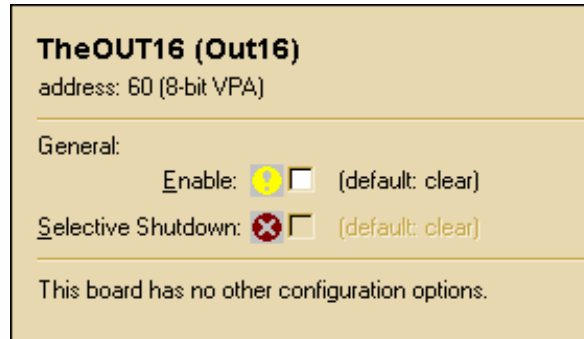 TheOUT16 (Out16)
address: 60 (8-bit VPA)
General:
Enable: (default: clear)
Selective Shutdown: (default: clear)
This board has no other configuration options.